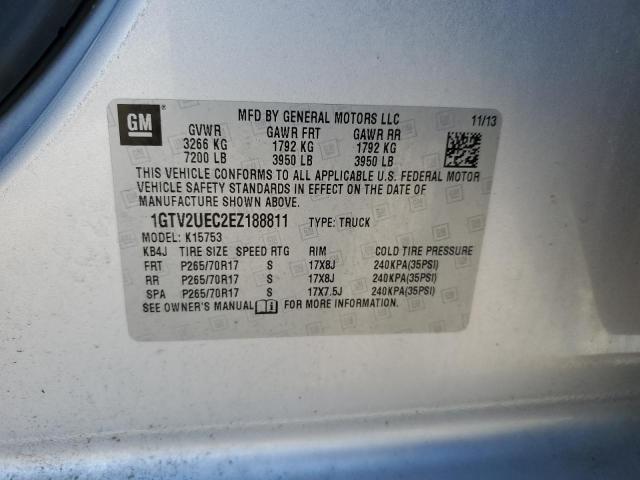 GM
MFD BY GENERAL MOTORS LLC 11/13
GVWR GAWR FRT GAWR RR
3266 KG 1792 KG 1792 KG
7200 LB 3950 LB 3950 LB
THIS VEHICLE CONFORMS TO ALL APPLICABLE U.S. FEDERAL MOTOR
VEHICLE SAFETY STANDARDS IN EFFECT ON THE DATE OF
MANUFACTURE SHOWN ABOVE.
1GTV2UEC2EZ188811 TYPE: TRUCK
MODEL: K15753
KB4J TIRE SIZE SPEED RTG RIM COLD TIRE PRESSURE
FRT P265/70R17 S 17X8J 240KPA(35PSI)
RR P265/70R17 S 17X8J 240KPA(35PSI)
SPA P265/70R17 S 17X7.5J 240KPA(35PSI)
SEE OWNER'S MANUAL FOR MORE INFORMATION.